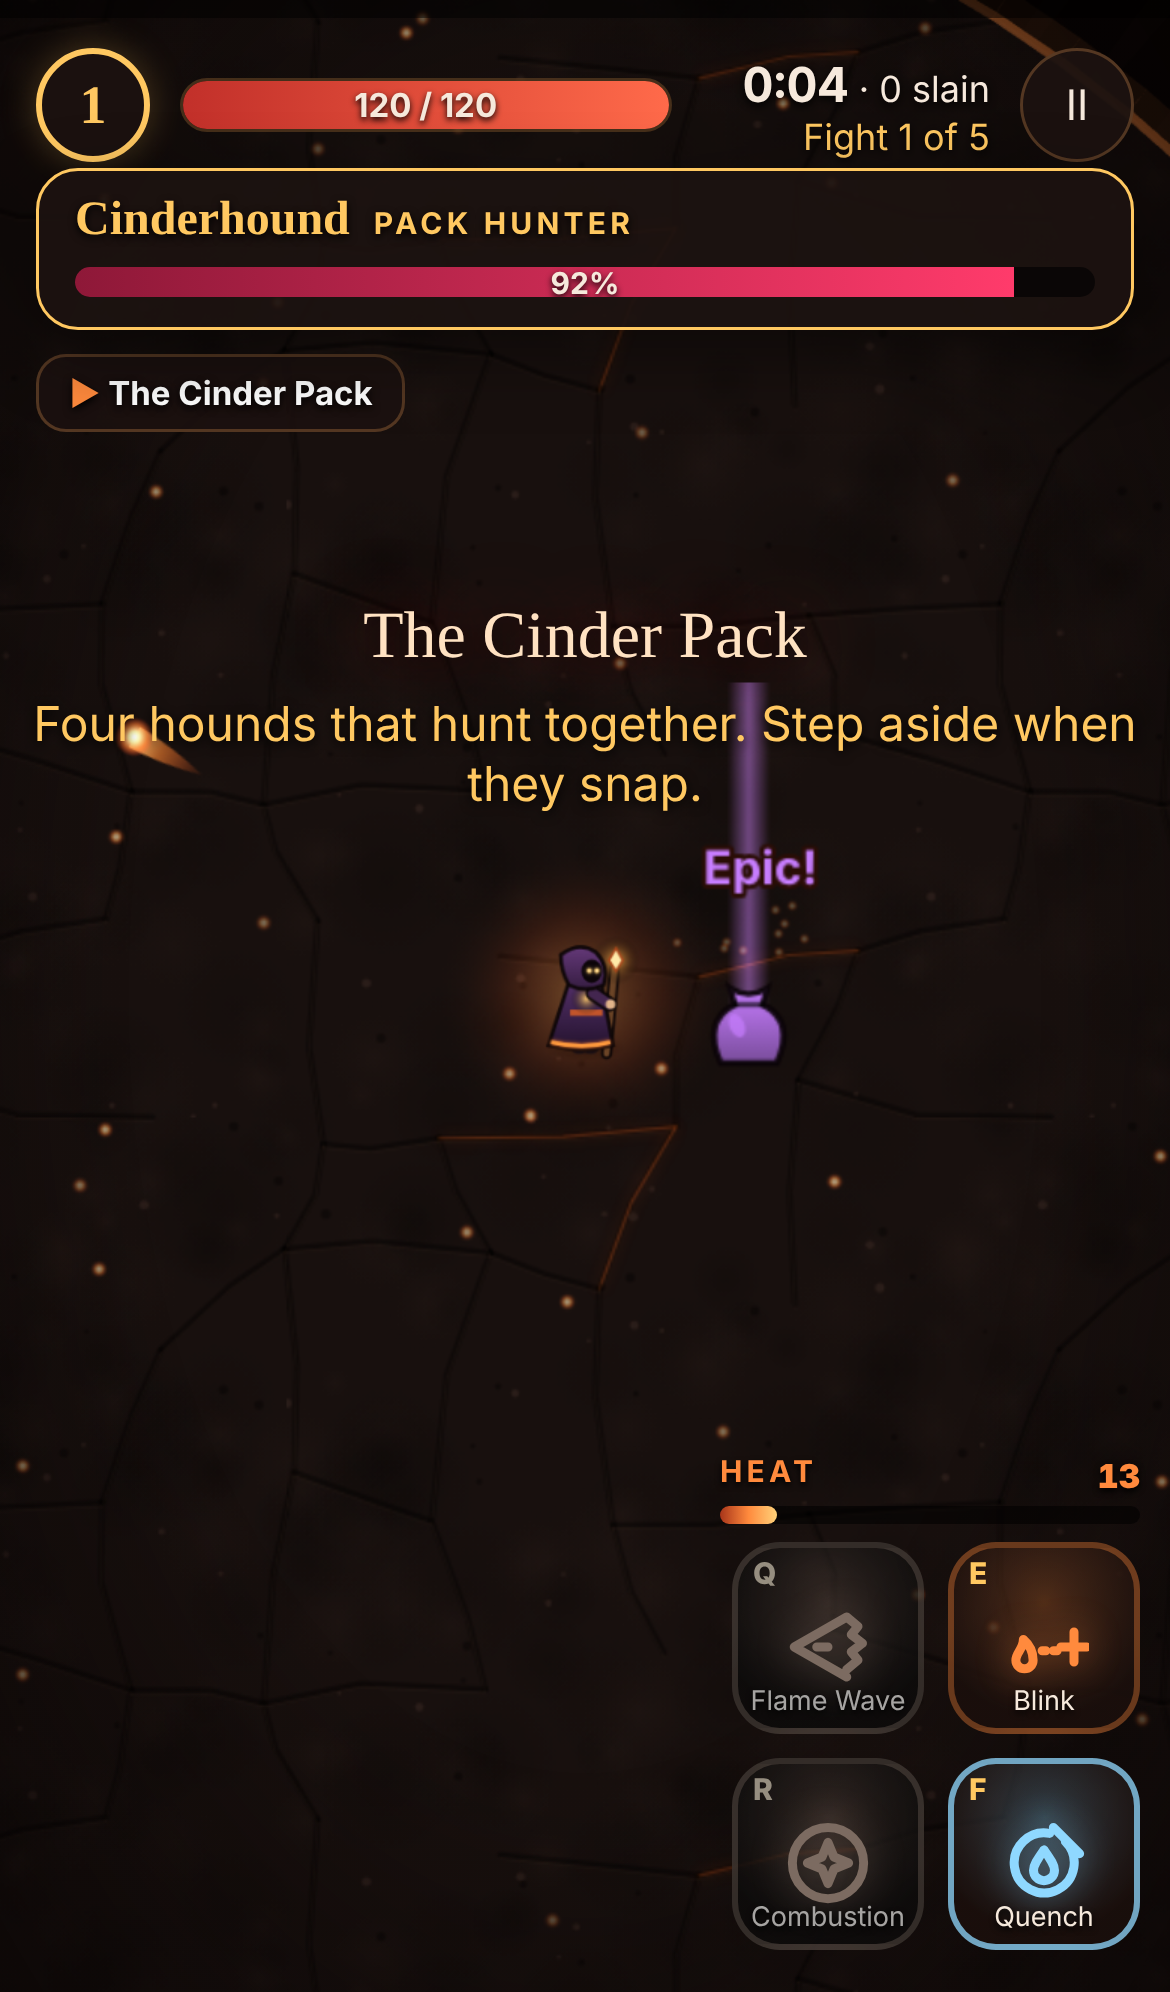 1
120 / 120
0:04 · 0 slain
Fight 1 of 5
Cinderhound PACK HUNTER
92%
The Cinder Pack
The Cinder Pack
Four hounds that hunt together. Step aside when
they snap.
Epic!
HEAT 13
Q
Flame Wave
E
Blink
R
Combustion
F
Quench